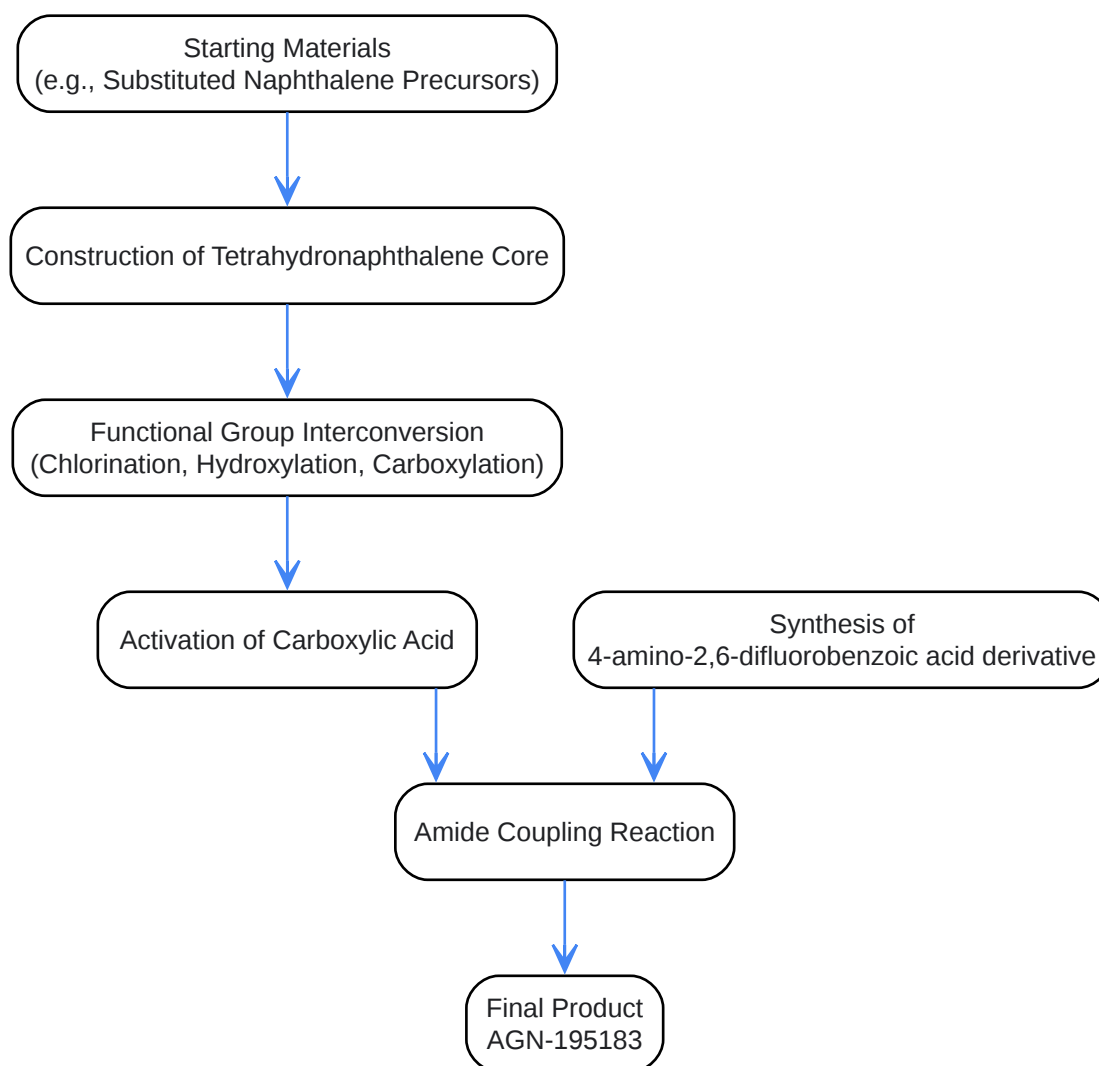 Starting Materials
(e.g., Substituted Naphthalene Precursors)
Construction of Tetrahydronaphthalene Core
Functional Group Interconversion
(Chlorination, Hydroxylation, Carboxylation)
Activation of Carboxylic Acid
Synthesis of
4-amino-2,6-difluorobenzoic acid derivative
Amide Coupling Reaction
Final Product
AGN-195183